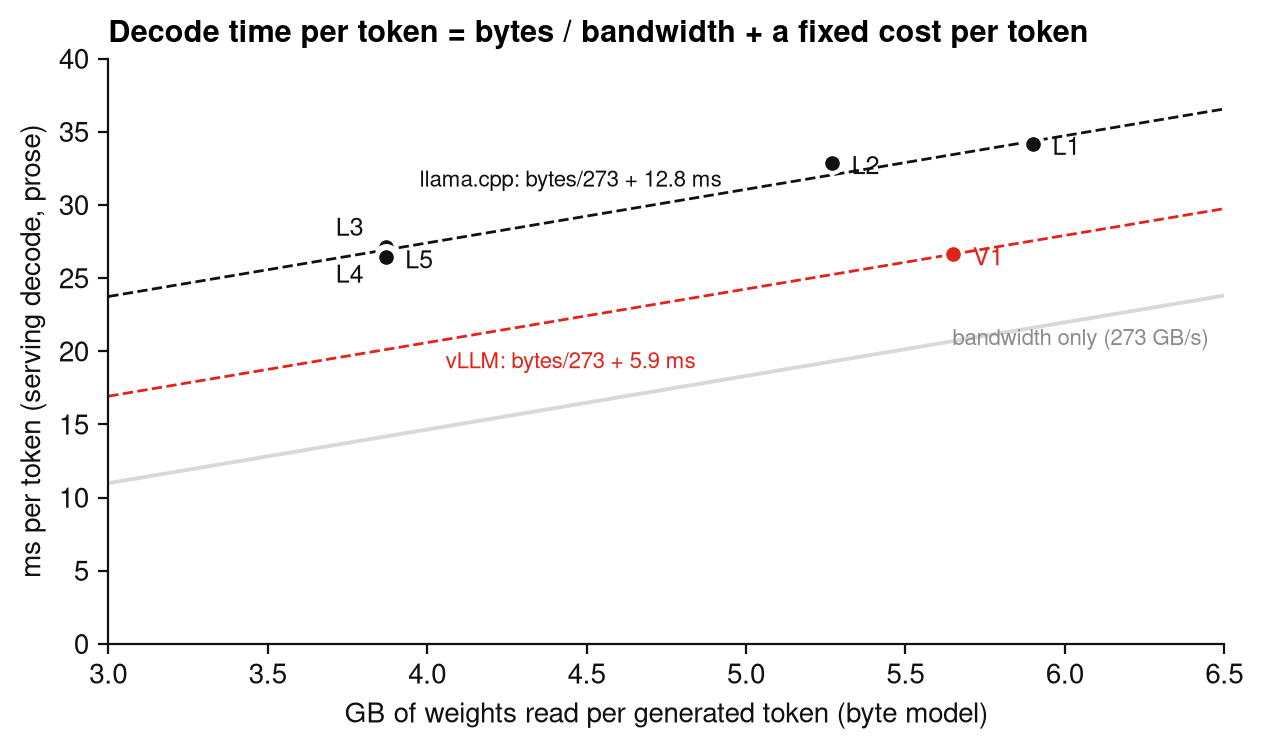 Decode time per token = bytes / bandwidth + a fixed cost per token
ms per token (serving decode, prose)
40
35
30
25
20
15
10
5
0
L1
L2
llama.cpp: bytes/273 + 12.8 ms
L3
L5
L4
V1
bandwidth only (273 GB/s)
vLLM: bytes/273 + 5.9 ms
3.0 3.5 4.0 4.5 5.0 5.5 6.0 6.5
GB of weights read per generated token (byte model)